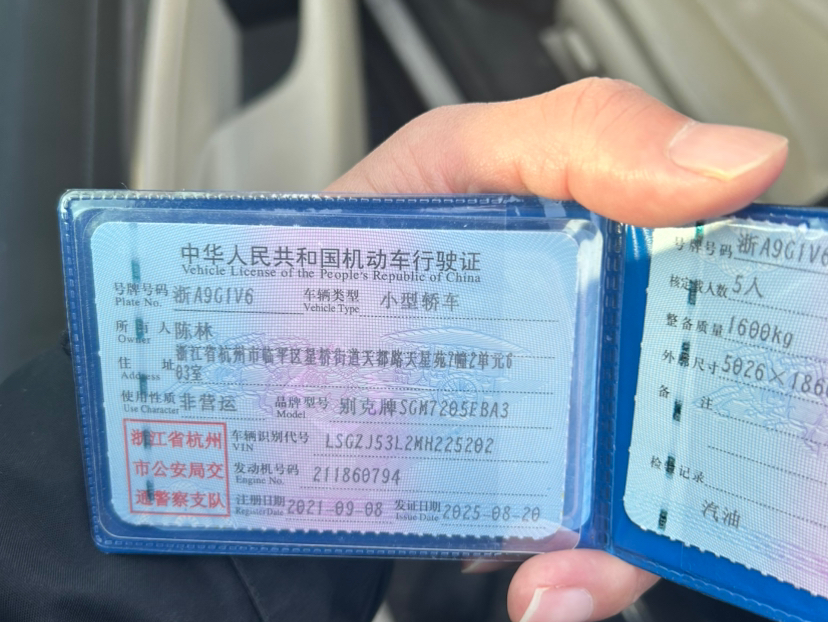 中华人民共和国机动车行驶证
Vehicle License of the People's Republic of China
号牌号码 浙A9G1V6 车辆类型 小型轿车
Plate No. Vehicle Type
所有人 陈林
Owner
住址 浙江省杭州市临平区星桥街道天都路天星苑2幢2单元6
03室
Address
使用性质 非营运 品牌型号 别克牌SGM7205EBA3
Use Character Model
浙江省杭州
市公安局交
通警察支队
车辆识别代号 LSGZJ53L2MH225202
VIN
发动机号码 211860794
Engine No.
注册日期 2021-09-08 发证日期 2025-08-20
Register Date Issue Date
号牌号码 浙A9G1V6
核定载人数 5人
整备质量 1600kg
外廓尺寸 5026×186
备注
检验记录
汽油